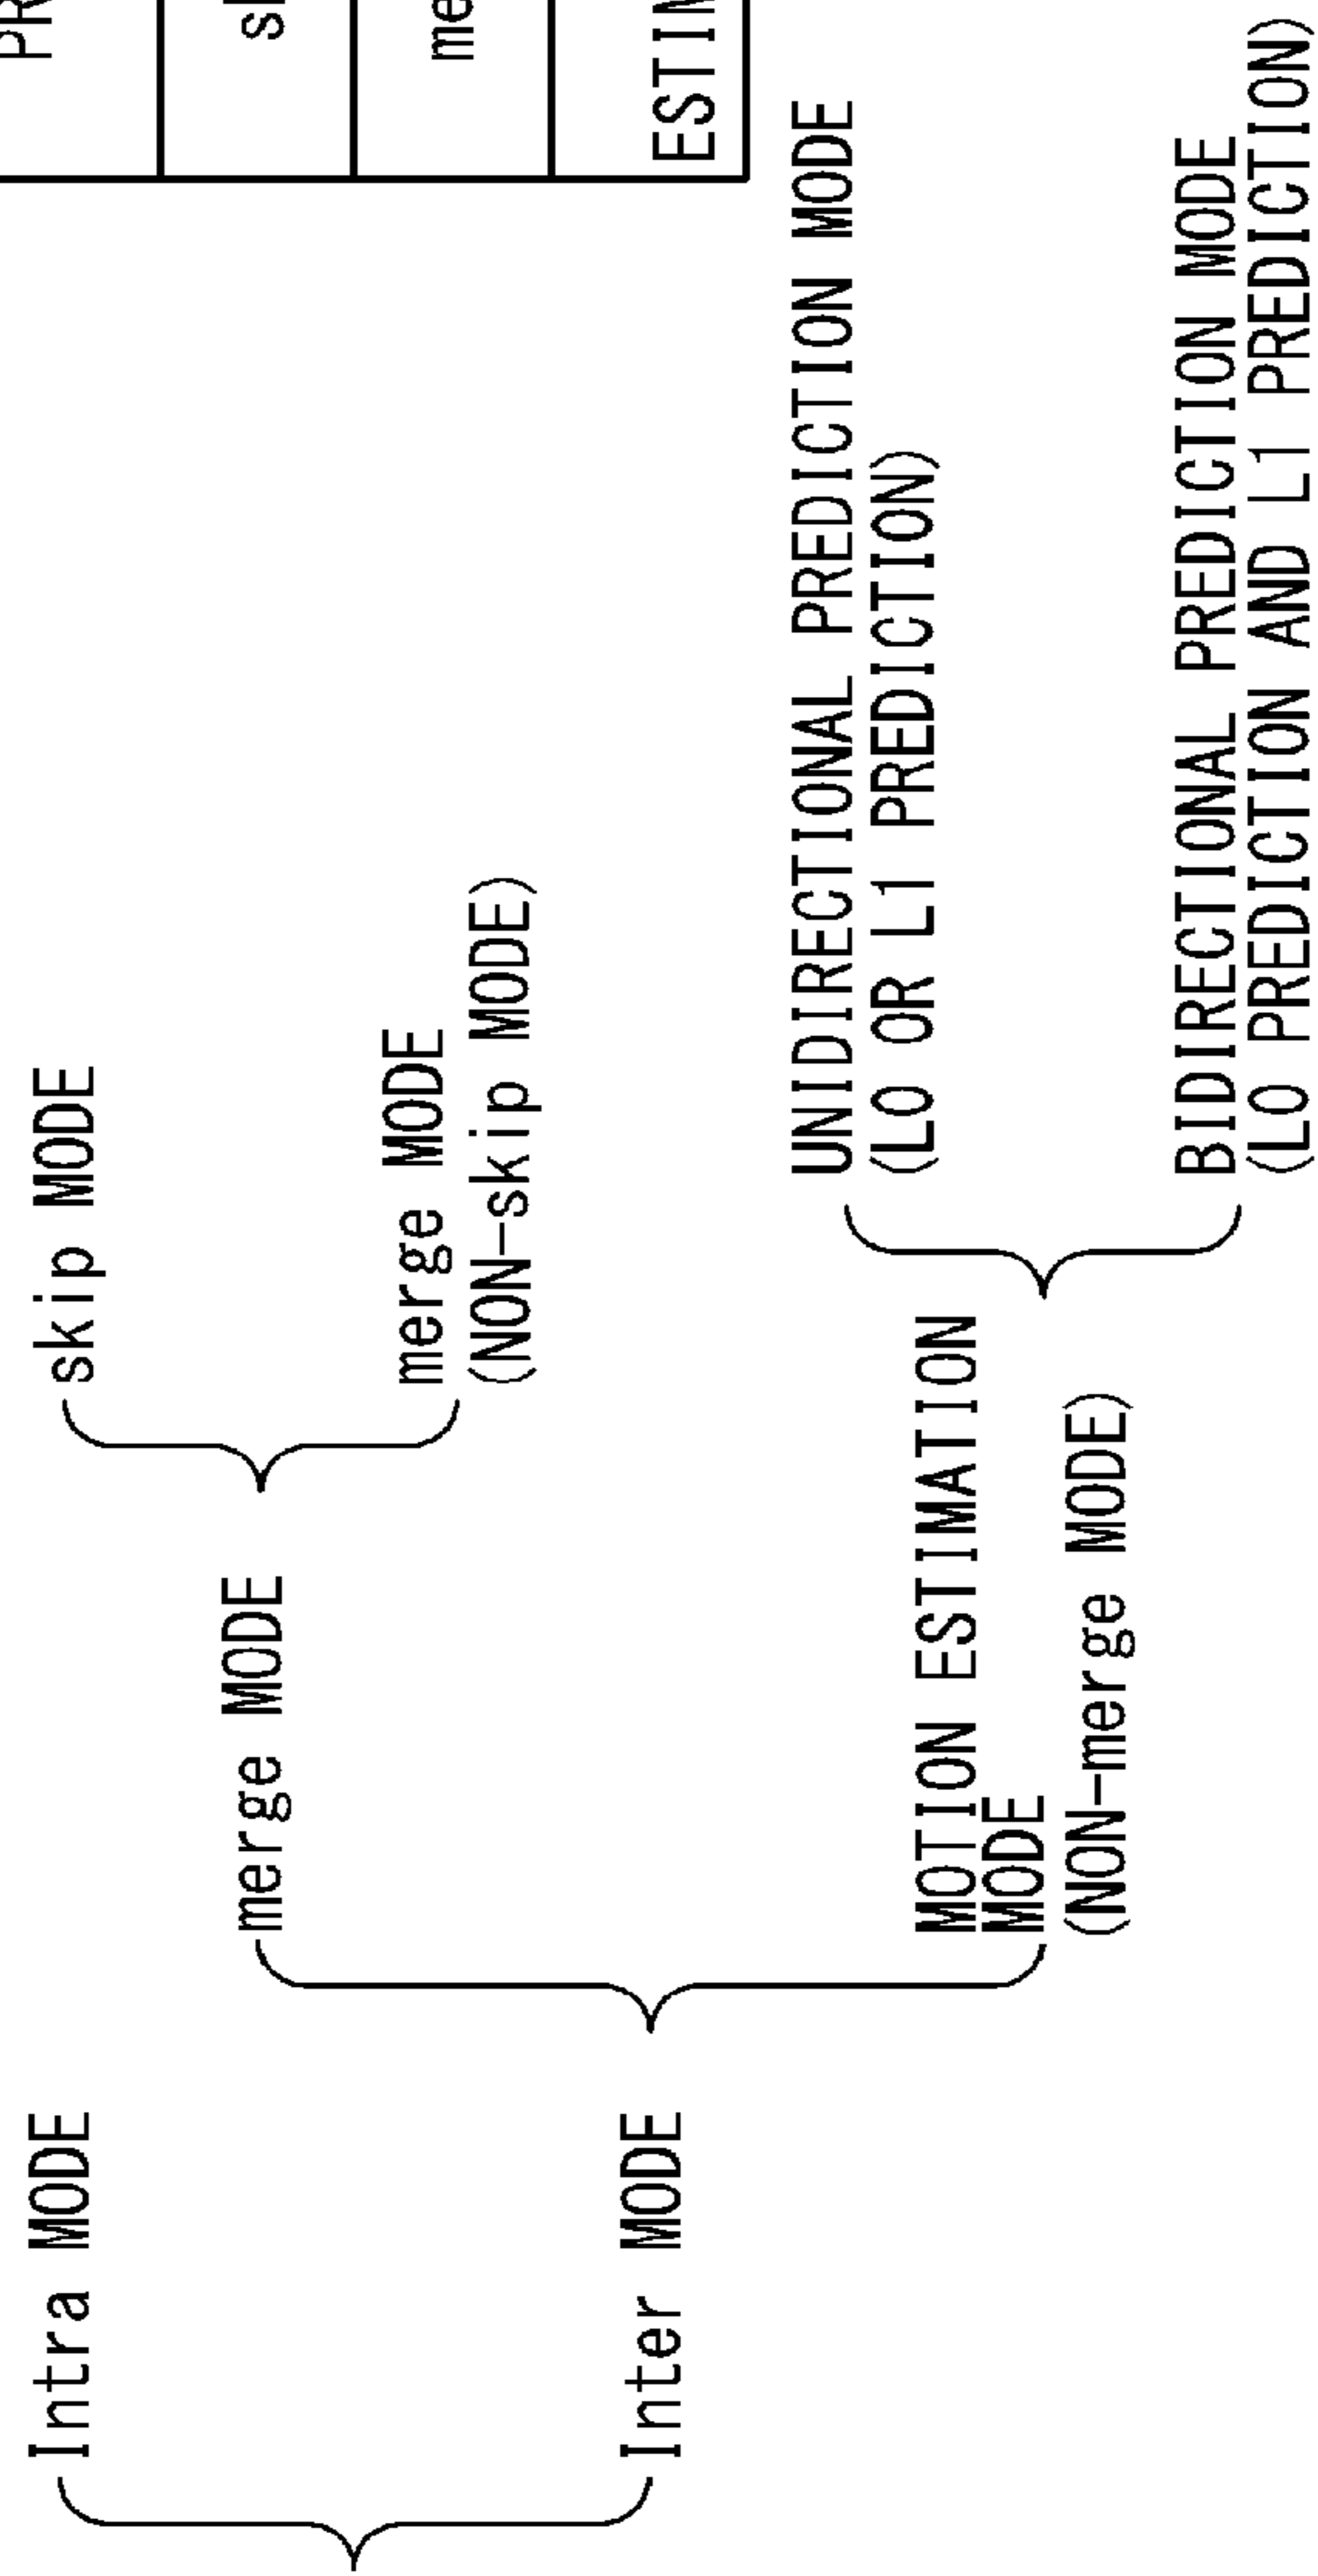 Intra MODE
Inter MODE
merge MODE
MOTION ESTIMATION
MODE
(NON-merge MODE)
skip MODE
merge MODE
(NON-skip MODE)
UNIDIRECTIONAL PREDICTION MODE
(L0 OR L1 PREDICTION)
BIDIRECTIONAL PREDICTION MODE
(L0 PREDICTION AND L1 PREDICTION)